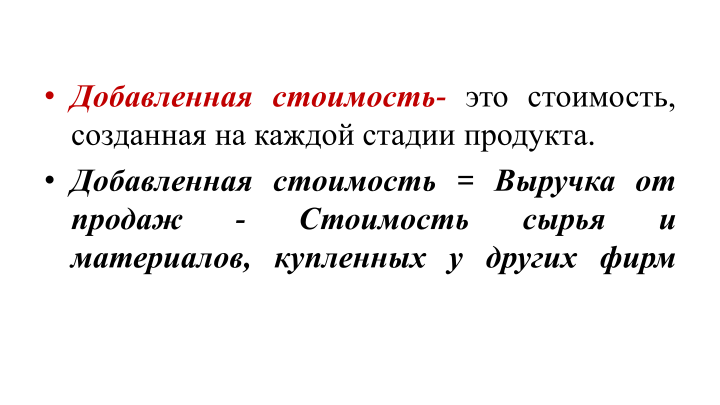 • Добавленная стоимость- это стоимость,
созданная на каждой стадии продукта.
• Добавленная стоимость = Выручка от
продаж - Стоимость сырья и
материалов, купленных у других фирм